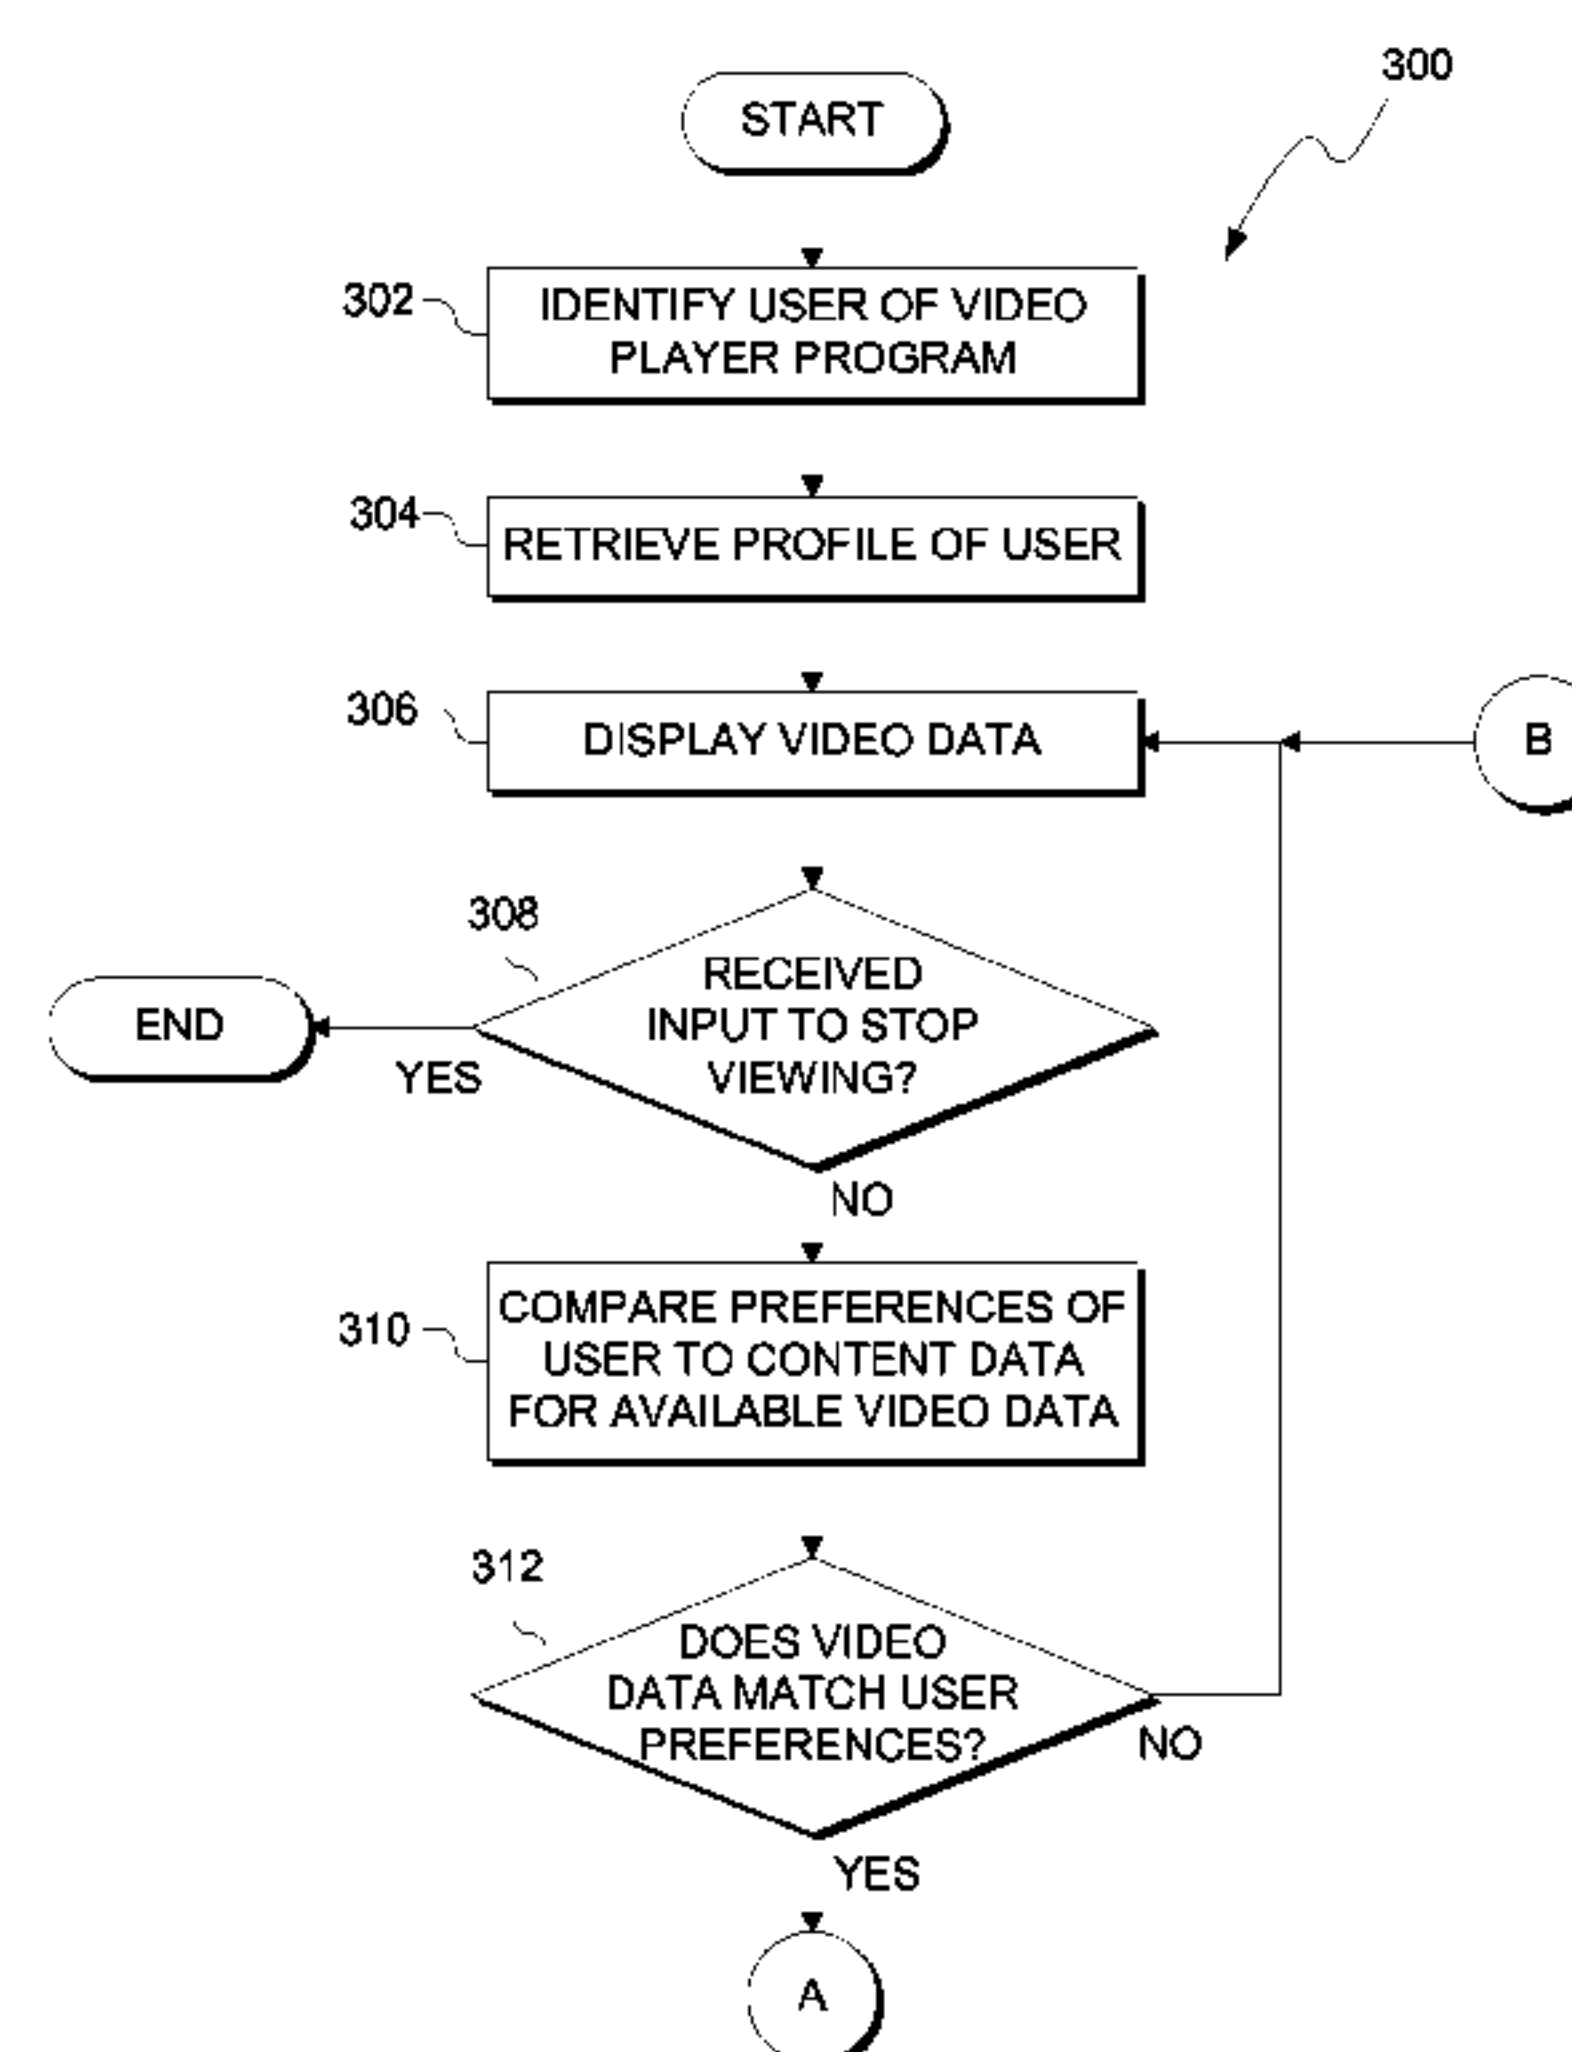 300
START
302
IDENTIFY USER OF VIDEO
PLAYER PROGRAM
304
RETRIEVE PROFILE OF USER
306
DISPLAY VIDEO DATA
B
308
RECEIVED
INPUT TO STOP
VIEWING?
END
YES
NO
310
COMPARE PREFERENCES OF
USER TO CONTENT DATA
FOR AVAILABLE VIDEO DATA
312
DOES VIDEO
DATA MATCH USER
PREFERENCES?
NO
YES
A